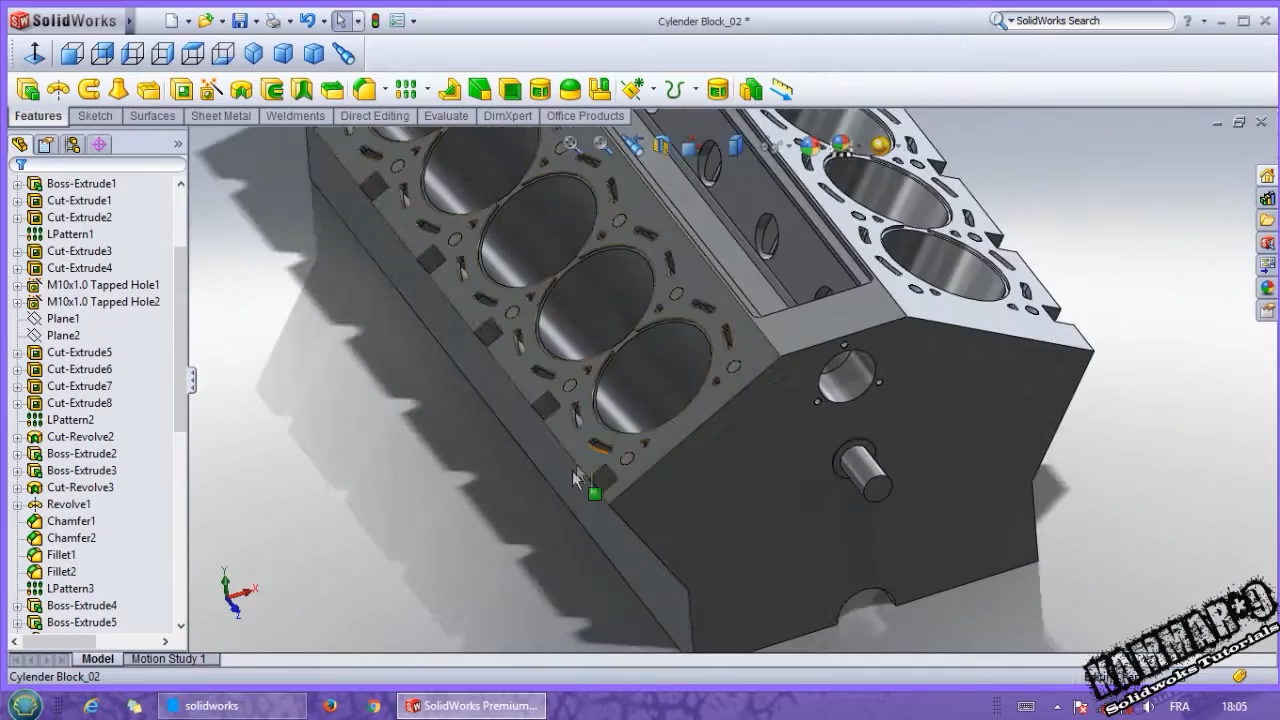 SolidWorks
Cylender Block_02 *
SolidWorks Search
Features Sketch Surfaces Sheet Metal Weldments Direct Editing Evaluate DimXpert Office Products
Boss-Extrude1
Cut-Extrude1
Cut-Extrude2
LPattern1
Cut-Extrude3
Cut-Extrude4
M10x1.0 Tapped Hole1
M10x1.0 Tapped Hole2
Plane1
Plane2
Cut-Extrude5
Cut-Extrude6
Cut-Extrude7
Cut-Extrude8
LPattern2
Cut-Revolve2
Boss-Extrude2
Boss-Extrude3
Cut-Revolve3
Revolve1
Chamfer1
Chamfer2
Fillet1
Fillet2
LPattern3
Boss-Extrude4
Boss-Extrude5
Y
X
Z
Model Motion Study 1
Cylender Block_02
HAMMAR*9
Solidwoks Tutorials
solidworks
SolidWorks Premium...
FR
18:05